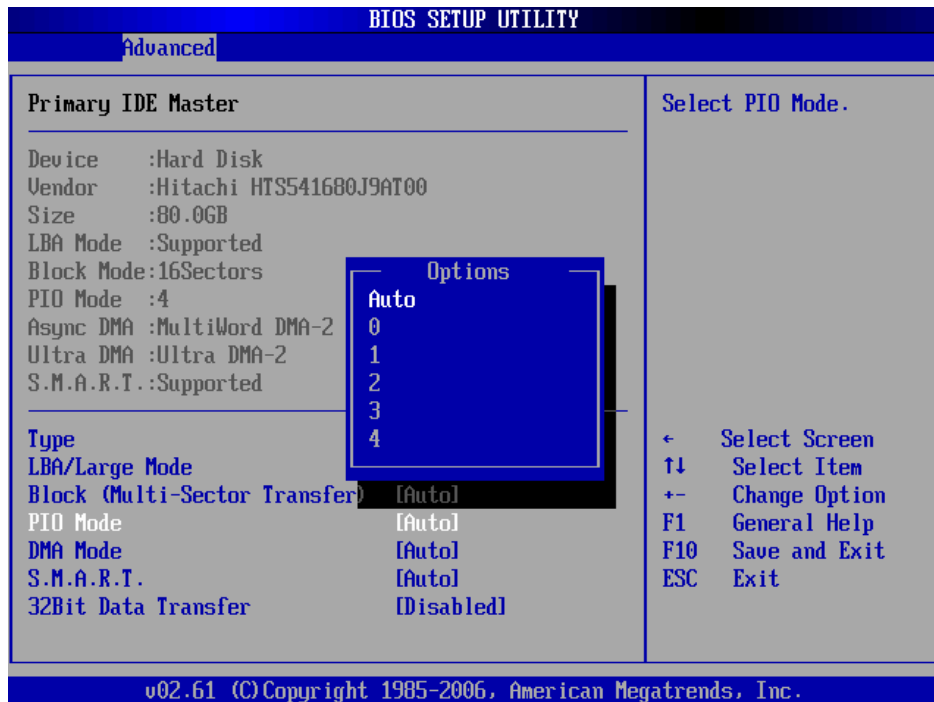 BIOS SETUP UTILITY
Advanced
Primary IDE Master
Device :Hard Disk
Vendor :Hitachi HTS541680J9AT00
Size :80.0GB
LBA Mode :Supported
Block Mode:16Sectors
PIO Mode :4
Async DMA :MultiWord DMA-2
Ultra DMA :Ultra DMA-2
S.M.A.R.T.:Supported
Type
LBA/Large Mode
Block (Multi-Sector Transfer) [Auto]
PIO Mode [Auto]
DMA Mode [Auto]
S.M.A.R.T. [Auto]
32Bit Data Transfer [Disabled]
Options
Auto
0
1
2
3
4
Select PIO Mode.
← Select Screen
↑↓ Select Item
+- Change Option
F1 General Help
F10 Save and Exit
ESC Exit
v02.61 (C)Copyright 1985-2006, American Megatrends, Inc.